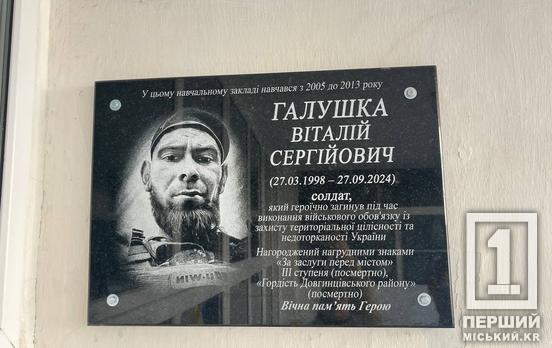 У цьому навчальному закладі навчався з 2005 до 2013 року
ГАЛУШКА
ВІТАЛІЙ
СЕРГІЙОВИЧ
(27.03.1998 – 27.09.2024)
солдат,
який героїчно загинув під час
виконання військового обов'язку із
захисту територіальної цілісності та
недоторканості України
Нагороджений нагрудними знаками
«За заслуги перед містом»
ІІІ ступеня (посмертно),
«Гордість Довгинцівського району»
(посмертно)
Вічна пам'ять Герою
1
ПЕРШИЙ
МІСЬКИЙ.KR